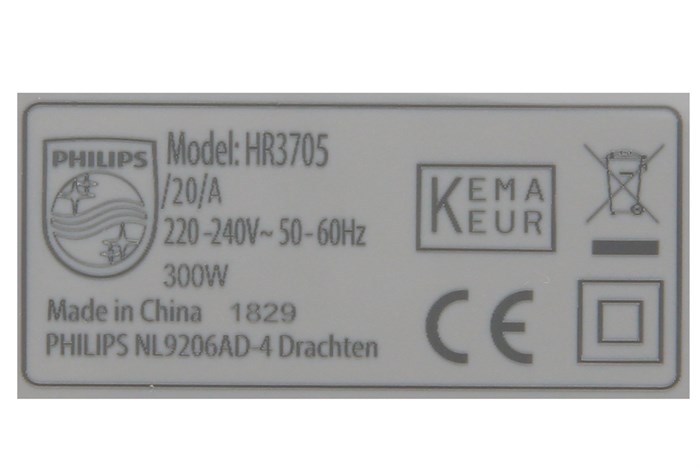 PHILIPS
Model: HR3705
/20/A
220-240V~ 50-60Hz
300W
Made in China 1829
PHILIPS NL9206AD-4 Drachten
KEMA
KEUR
CE